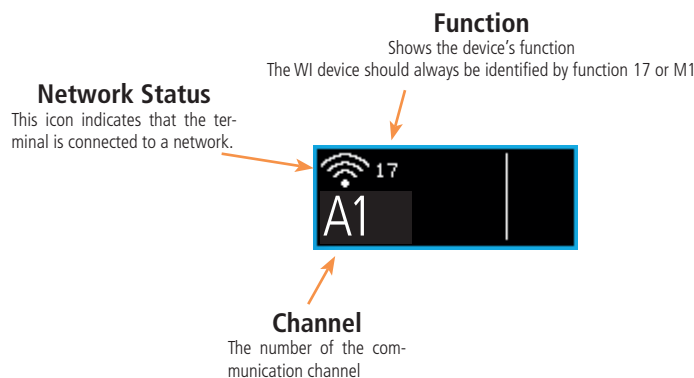 Function
Shows the device’s function
The WI device should always be identified by function 17 or M1
Network Status
This icon indicates that the ter-
minal is connected to a network.
17
A1
Channel
The number of the com-
munication channel